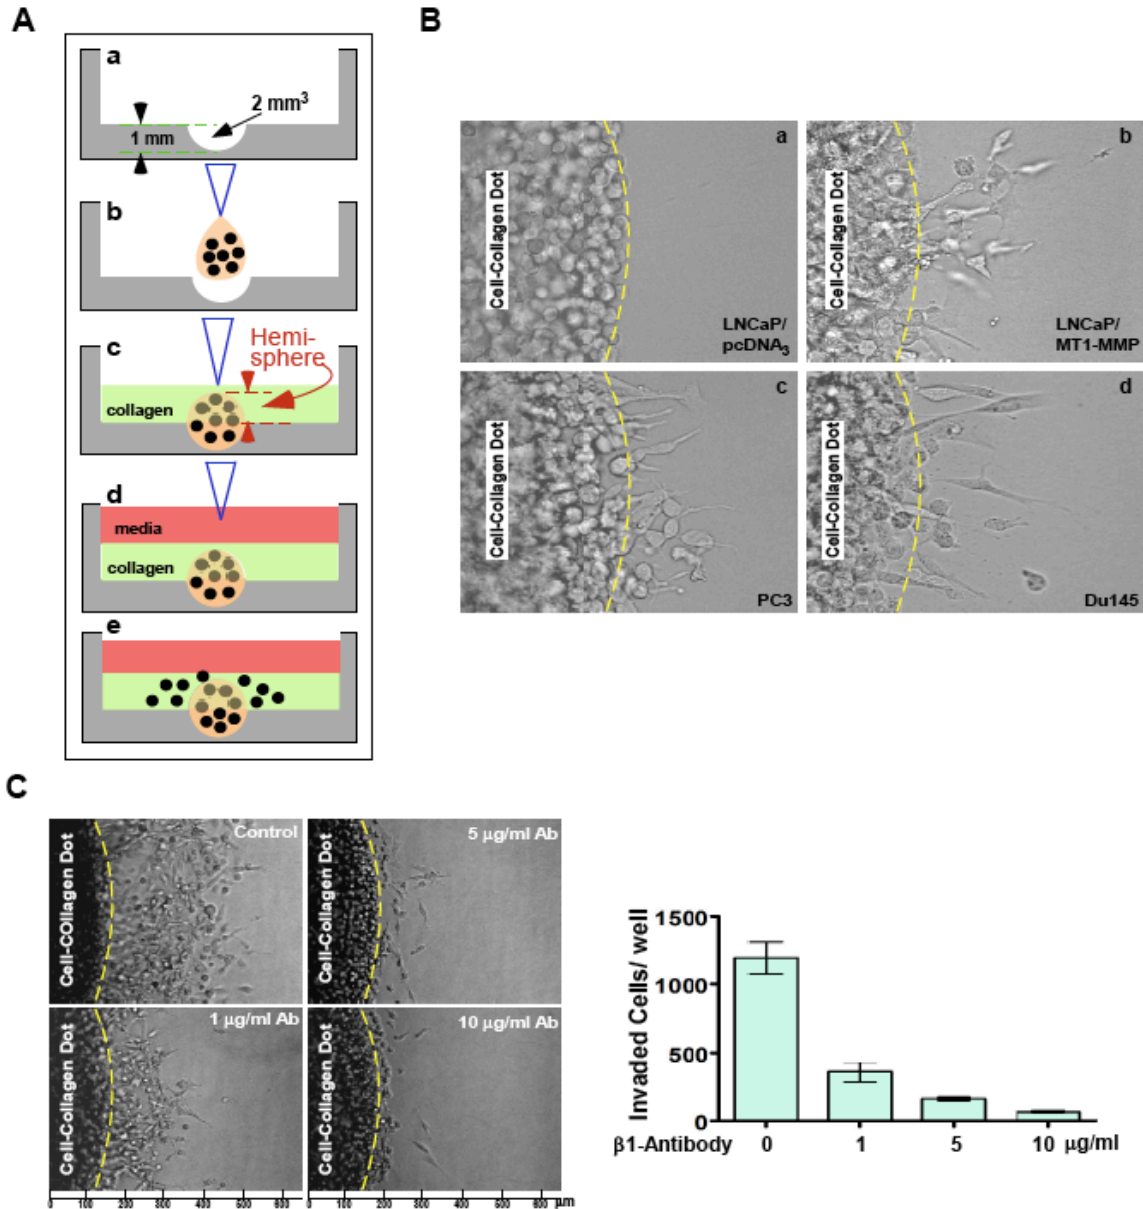 A
a
2 mm³
1 mm
b
c
Hemi-
sphere
collagen
d
media
collagen
e
B
a
Cell-Collagen Dot
LNCaP/
pcDNA₃
b
Cell-Collagen Dot
LNCaP/
MT1-MMP
c
Cell-Collagen Dot
PC3
d
Cell-Collagen Dot
Du145
C
Cell-COllagen Dot
Control
Cell-Collagen Dot
5 μg/ml Ab
Cell-Collagen Dot
1 μg/ml Ab
Cell-Collagen Dot
10 μg/ml Ab
0 100 200 300 400 500 600
0 100 200 300 400 500 600 μm
Invaded Cells/ well
1500
1000
500
0
β1-Antibody 0 1 5 10 μg/ml